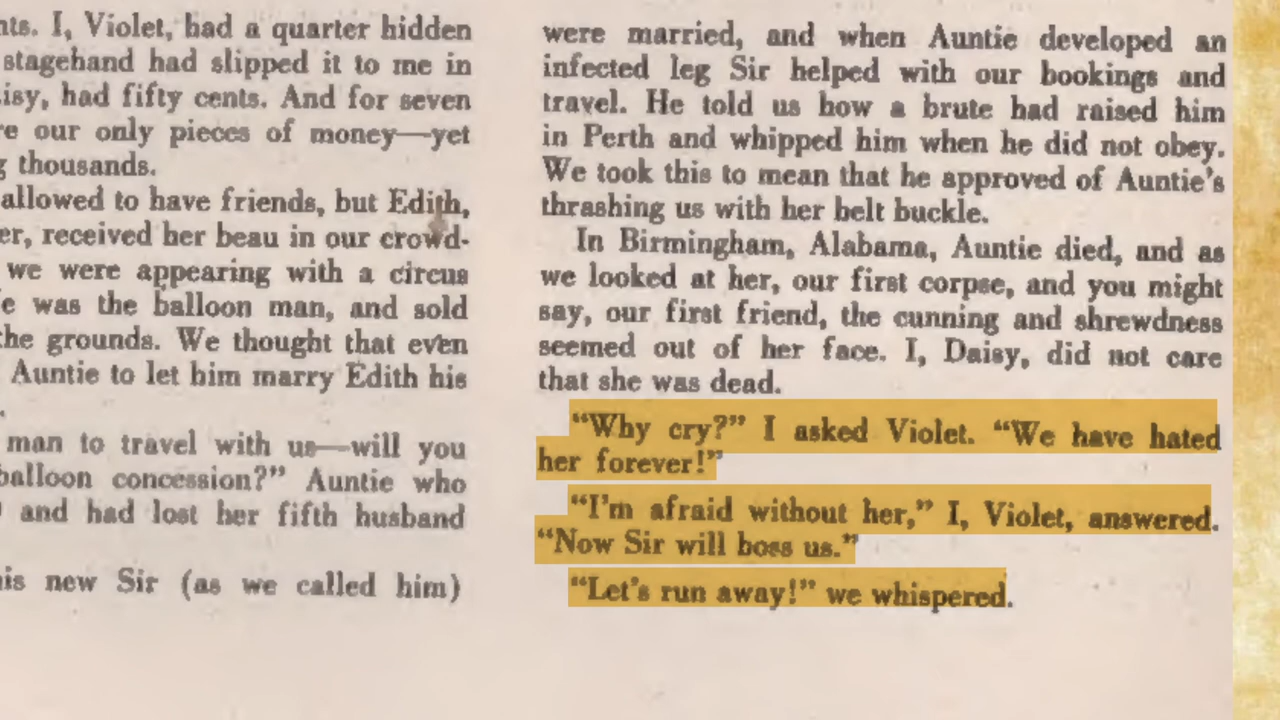 nts. I, Violet, had a quarter hidden
stagehand had slipped it to me in
isy, had fifty cents. And for seven
re our only pieces of money—yet
g thousands.
allowed to have friends, but Edith,
er, received her beau in our crowd-
we were appearing with a circus
e was the balloon man, and sold
the grounds. We thought that even
Auntie to let him marry Edith his
man to travel with us—will you
balloon concession?” Auntie who
and had lost her fifth husband
his new Sir (as we called him)
were married, and when Auntie developed an
infected leg Sir helped with our bookings and
travel. He told us how a brute had raised him
in Perth and whipped him when he did not obey.
We took this to mean that he approved of Auntie’s
thrashing us with her belt buckle.
In Birmingham, Alabama, Auntie died, and as
we looked at her, our first corpse, and you might
say, our first friend, the cunning and shrewdness
seemed out of her face. I, Daisy, did not care
that she was dead.
“Why cry?” I asked Violet. “We have hated
her forever!”
“I’m afraid without her,” I, Violet, answered.
“Now Sir will boss us.”
“Let’s run away!” we whispered.